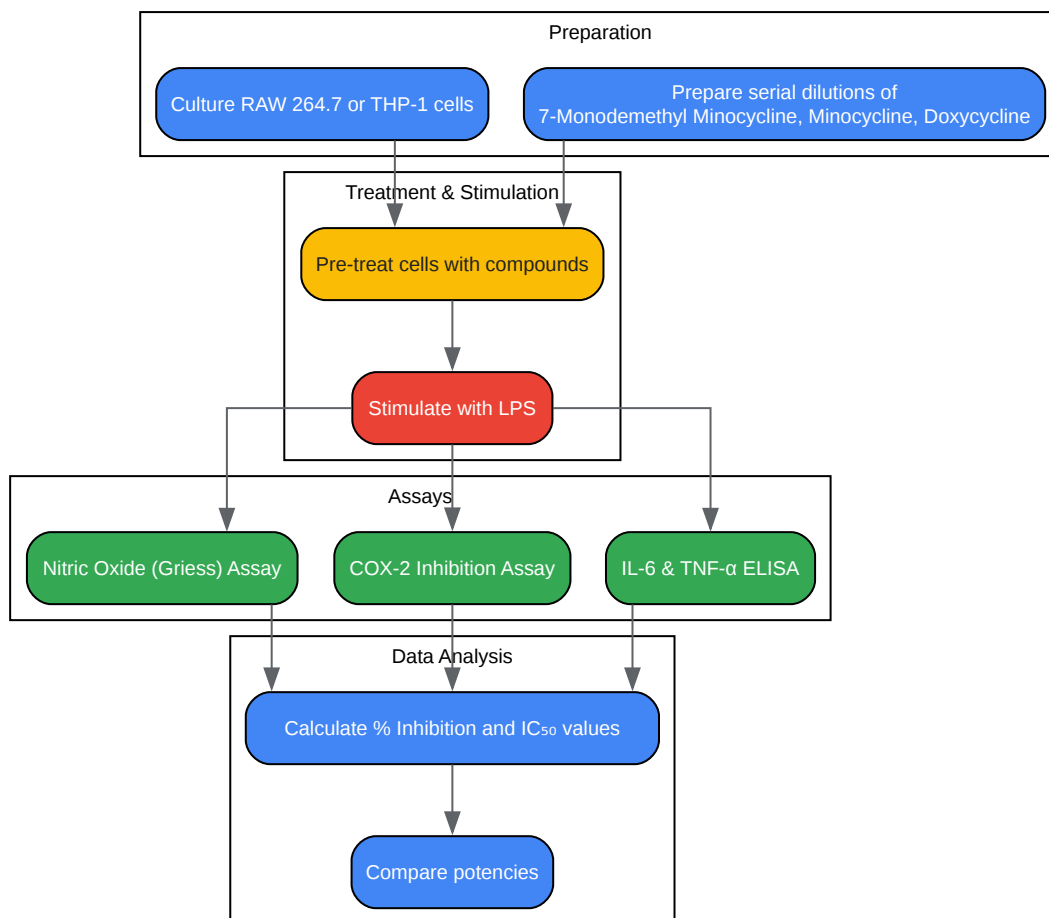 Preparation
Culture RAW 264.7 or THP-1 cells
Prepare serial dilutions of
7-Monodemethyl Minocycline, Minocycline, Doxycycline
Treatment & Stimulation
Pre-treat cells with compounds
Stimulate with LPS
Assays
Nitric Oxide (Griess) Assay
COX-2 Inhibition Assay
IL-6 & TNF-α ELISA
Data Analysis
Calculate % Inhibition and IC₅₀ values
Compare potencies